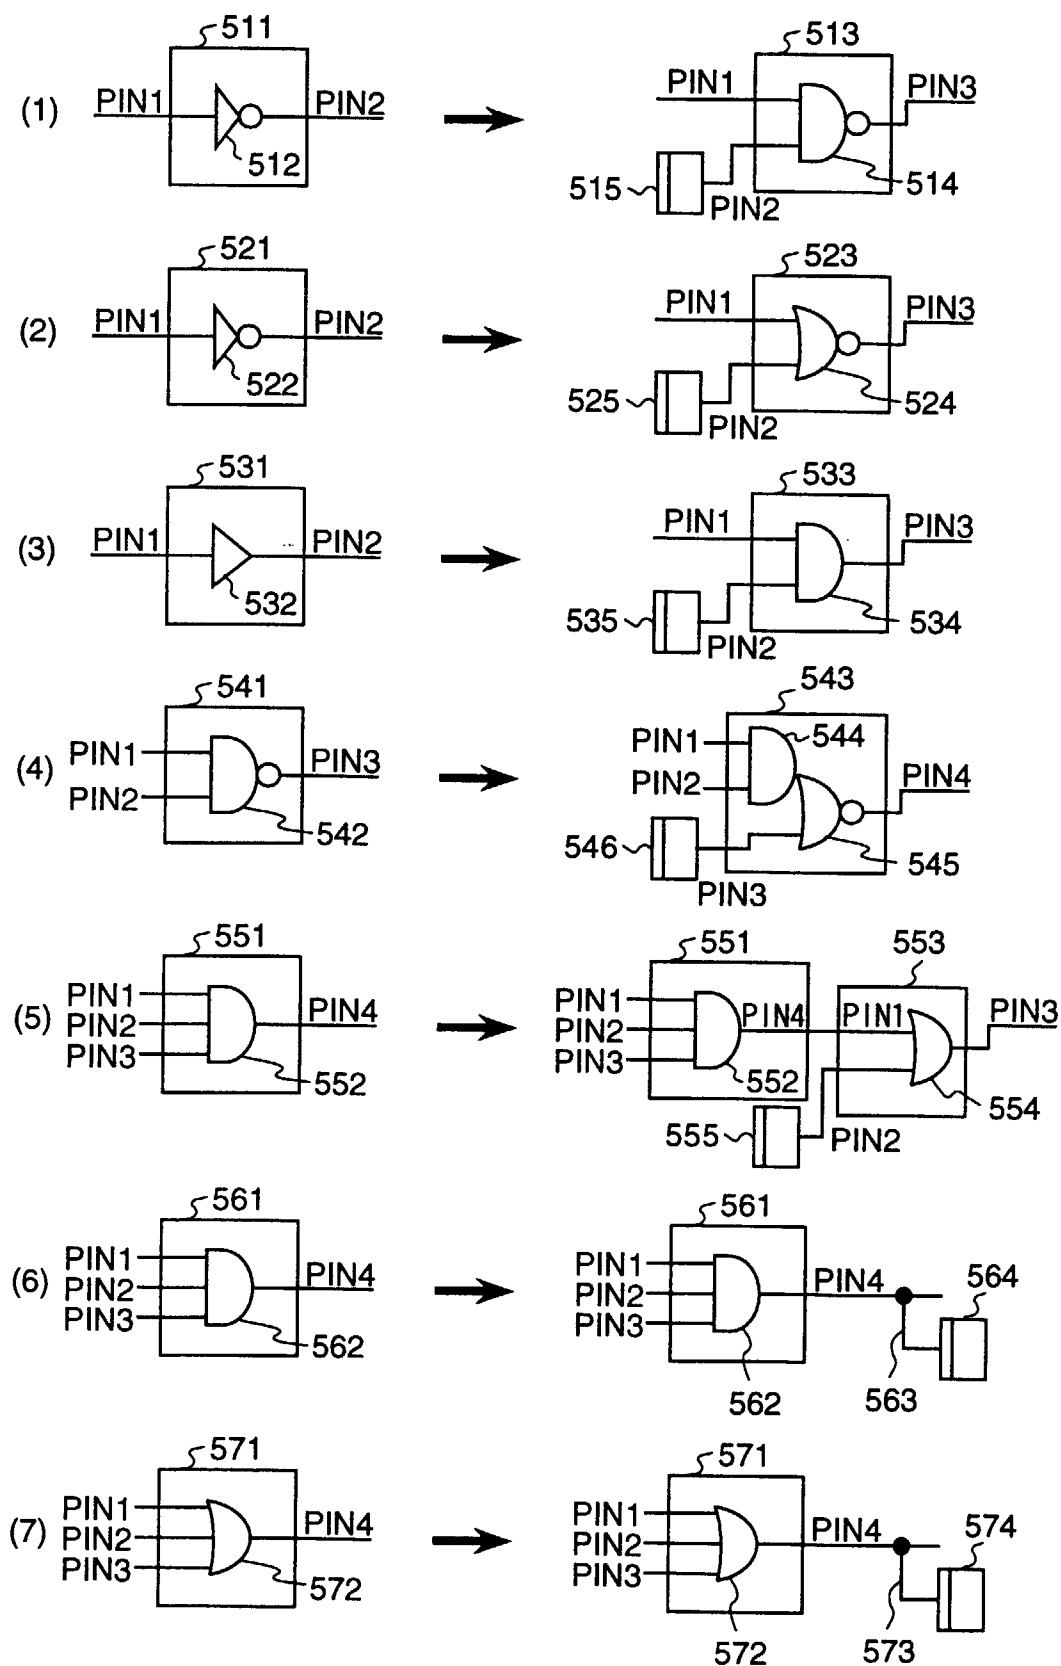 511
513
(1)
PIN1
PIN2
512
PIN1
PIN3
514
515
PIN2
521
523
(2)
PIN1
PIN2
522
PIN1
PIN3
524
525
PIN2
531
533
(3)
PIN1
PIN2
532
PIN1
PIN3
534
535
PIN2
541
543
(4)
PIN1
PIN2
PIN3
542
PIN1
PIN2
544
PIN4
545
546
PIN3
551
551
553
(5)
PIN1
PIN2
PIN3
PIN4
552
PIN1
PIN2
PIN3
PIN4
552
PIN1
PIN3
554
555
PIN2
561
561
(6)
PIN1
PIN2
PIN3
PIN4
562
PIN1
PIN2
PIN3
PIN4
564
562
563
571
571
(7)
PIN1
PIN2
PIN3
PIN4
572
PIN1
PIN2
PIN3
PIN4
574
572
573